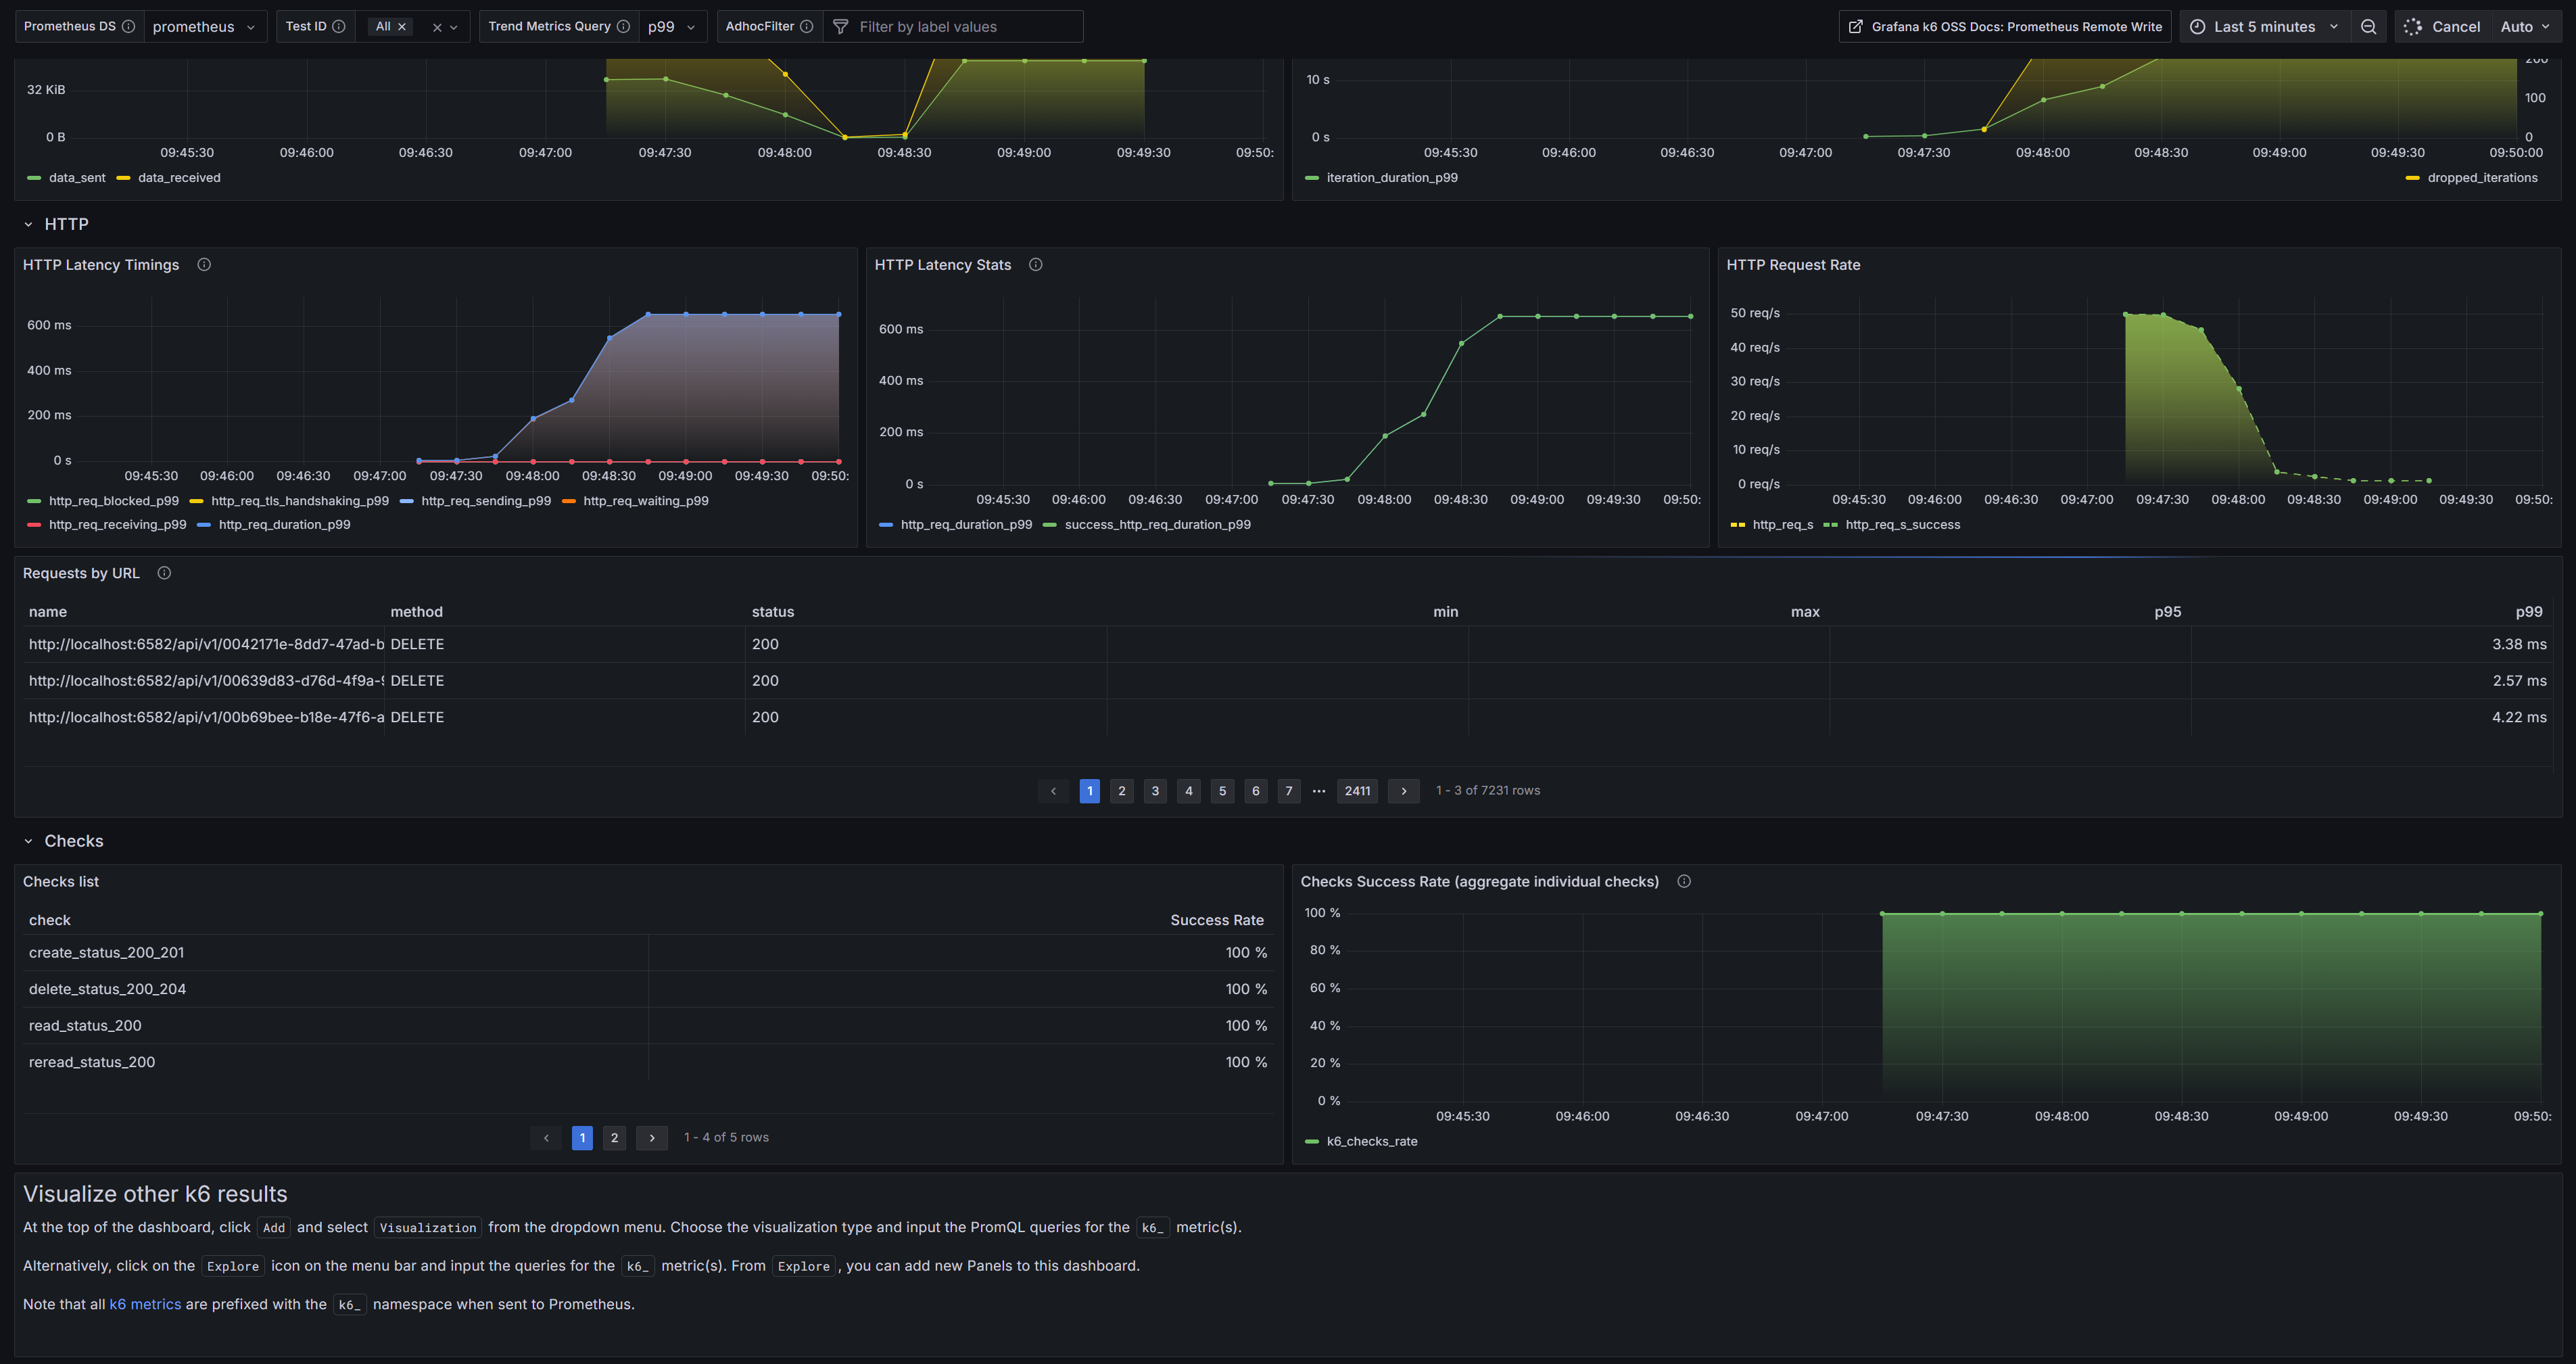 Prometheus DS prometheus Test ID All Trend Metrics Query p99 AdhocFilter Filter by label values Grafana k6 OSS Docs: Prometheus Remote Write Last 5 minutes Cancel Auto
32 KiB
0 B
09:45:30 09:46:00 09:46:30 09:47:00 09:47:30 09:48:00 09:48:30 09:49:00 09:49:30 09:50:
data_sent data_received
10 s
0 s
200
100
0
09:45:30 09:46:00 09:46:30 09:47:00 09:47:30 09:48:00 09:48:30 09:49:00 09:49:30 09:50:00
iteration_duration_p99 dropped_iterations
HTTP
HTTP Latency Timings
600 ms
400 ms
200 ms
0 s
09:45:30 09:46:00 09:46:30 09:47:00 09:47:30 09:48:00 09:48:30 09:49:00 09:49:30 09:50:
http_req_blocked_p99 http_req_tls_handshaking_p99 http_req_sending_p99 http_req_waiting_p99
http_req_receiving_p99 http_req_duration_p99
HTTP Latency Stats
600 ms
400 ms
200 ms
0 s
09:45:30 09:46:00 09:46:30 09:47:00 09:47:30 09:48:00 09:48:30 09:49:00 09:49:30 09:50:
http_req_duration_p99 success_http_req_duration_p99
HTTP Request Rate
50 req/s
40 req/s
30 req/s
20 req/s
10 req/s
0 req/s
09:45:30 09:46:00 09:46:30 09:47:00 09:47:30 09:48:00 09:48:30 09:49:00 09:49:30 09:50:
http_req_s http_req_s_success
Requests by URL
name method status min max p95 p99
http://localhost:6582/api/v1/0042171e-8dd7-47ad-b DELETE 200 3.38 ms
http://localhost:6582/api/v1/00639d83-d76d-4f9a-9 DELETE 200 2.57 ms
http://localhost:6582/api/v1/00b69bee-b18e-47f6-a DELETE 200 4.22 ms
1 2 3 4 5 6 7 ... 2411 1 - 3 of 7231 rows
Checks
Checks list
check Success Rate
create_status_200_201 100 %
delete_status_200_204 100 %
read_status_200 100 %
reread_status_200 100 %
1 2 1 - 4 of 5 rows
Checks Success Rate (aggregate individual checks)
100 %
80 %
60 %
40 %
20 %
0 %
09:45:30 09:46:00 09:46:30 09:47:00 09:47:30 09:48:00 09:48:30 09:49:00 09:49:30 09:50:
k6_checks_rate
Visualize other k6 results
At the top of the dashboard, click Add and select Visualization from the dropdown menu. Choose the visualization type and input the PromQL queries for the k6_ metric(s).
Alternatively, click on the Explore icon on the menu bar and input the queries for the k6_ metric(s). From Explore, you can add new Panels to this dashboard.
Note that all k6 metrics are prefixed with the k6_ namespace when sent to Prometheus.